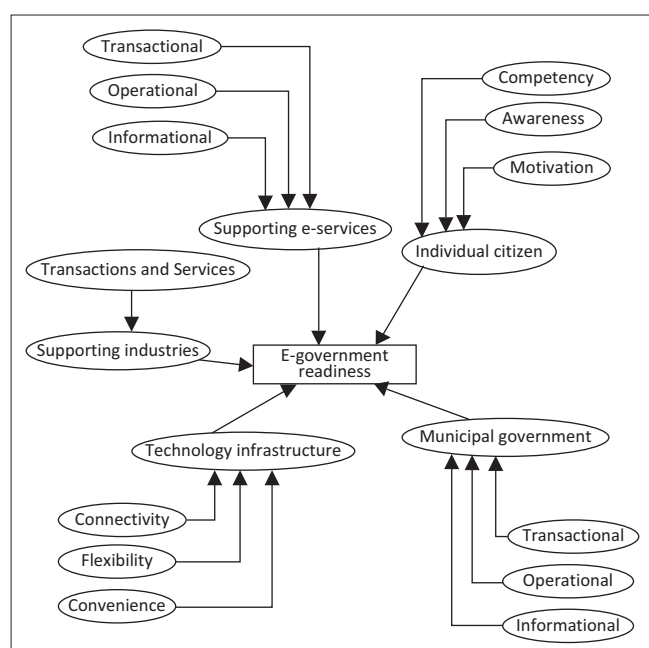 Transactional
Operational
Informational
Supporting e-services
Competency
Awareness
Motivation
Individual citizen
Transactions and Services
Supporting industries
E-government
readiness
Technology infrastructure
Connectivity
Flexibility
Convenience
Municipal government
Transactional
Operational
Informational